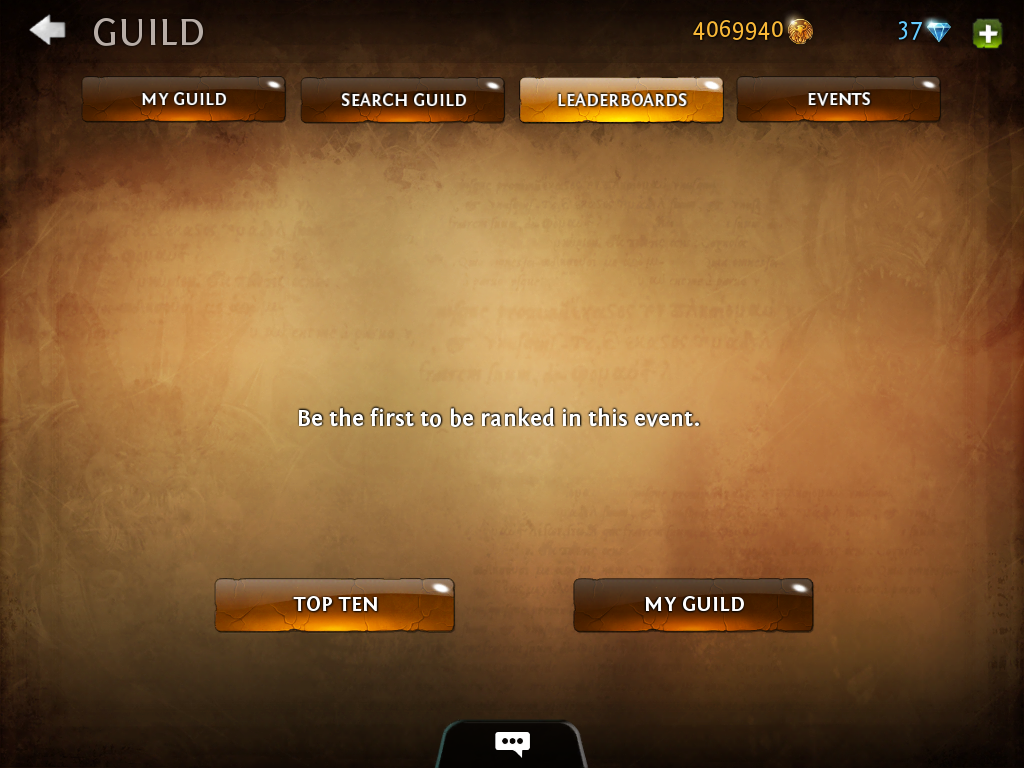 GUILD
4069940
37
MY GUILD
SEARCH GUILD
LEADERBOARDS
EVENTS
Be the first to be ranked in this event.
TOP TEN
MY GUILD